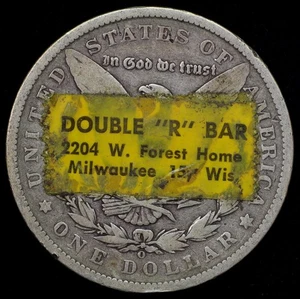 UNITED STATES OF AMERICA
In God we trust
DOUBLE "R" BAR
2204 W. Forest Home
Milwaukee 15, Wis.
O
ONE DOLLAR